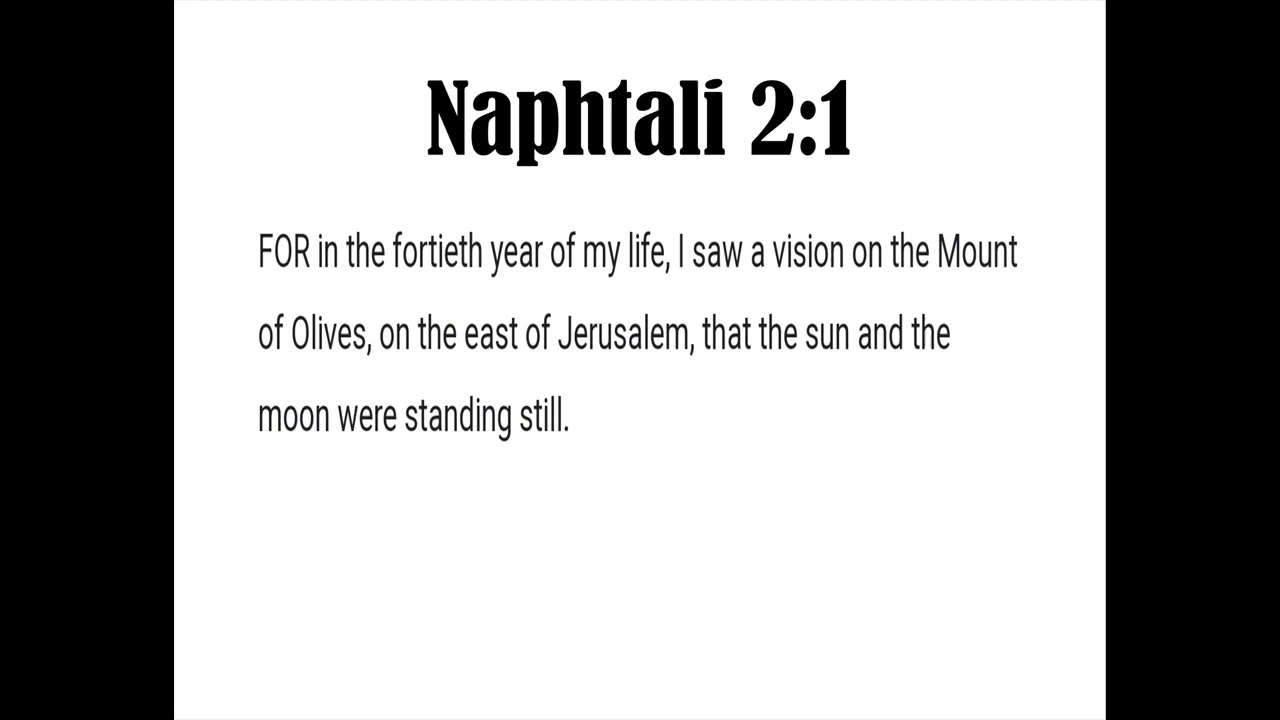 Naphtali 2:1
FOR in the fortieth year of my life, I saw a vision on the Mount
of Olives, on the east of Jerusalem, that the sun and the
moon were standing still.